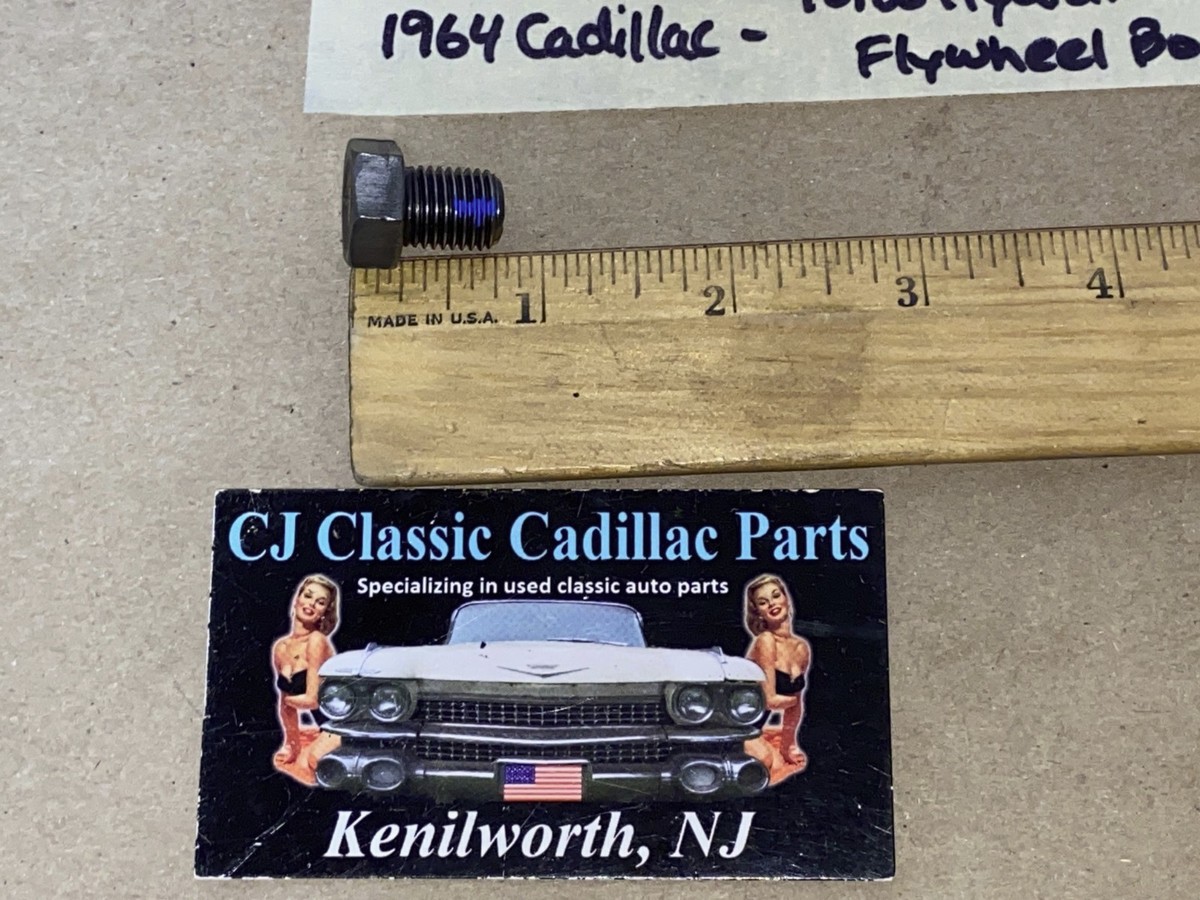 1964 Cadillac -
Flywheel
1 2 3 4
MADE IN U.S.A.
CJ Classic Cadillac Parts
Specializing in used classic auto parts
Kenilworth, NJ